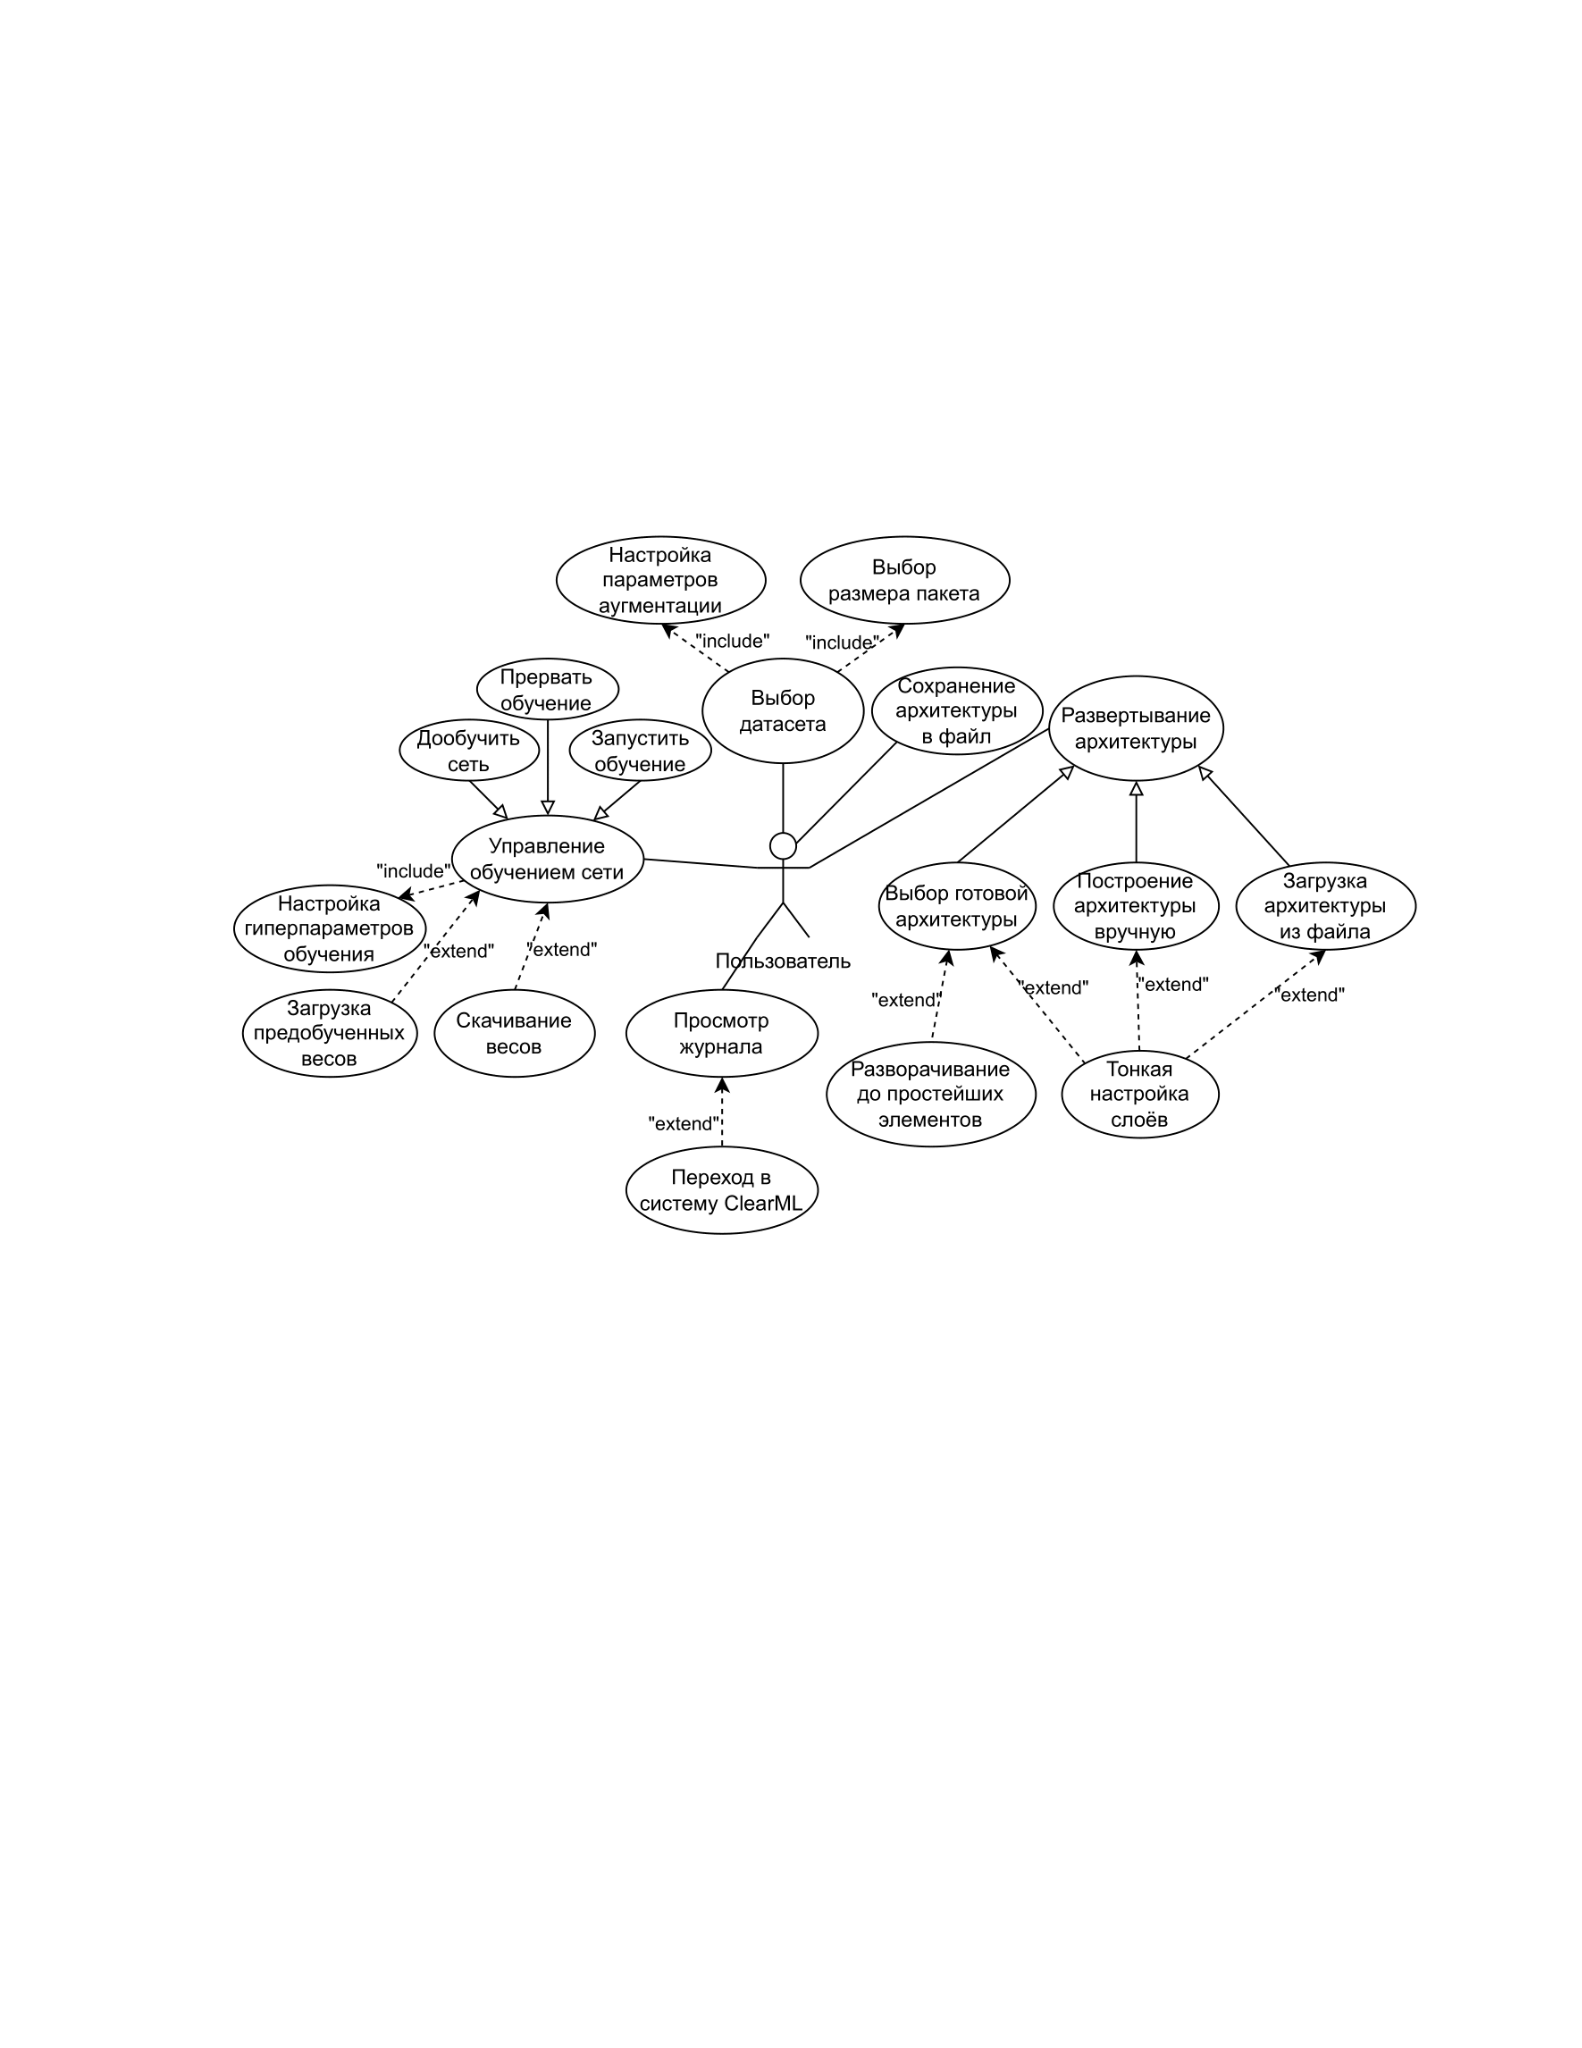 Настройка
параметров
аугментации
Выбор
размера пакета
"include"
"include"
Прервать
обучение
Выбор
датасета
Сохранение
архитектуры
в файл
Развертывание
архитектуры
Дообучить
сеть
Запустить
обучение
Управление
обучением сети
"include"
Настройка
гиперпараметров
обучения
Выбор готовой
архитектуры
Построение
архитектуры
вручную
Загрузка
архитектуры
из файла
"extend"
"extend"
Пользователь
"extend"
"extend"
"extend"
"extend"
Загрузка
предобученных
весов
Скачивание
весов
Просмотр
журнала
Разворачивание
до простейших
элементов
Тонкая
настройка
слоёв
"extend"
Переход в
систему ClearML